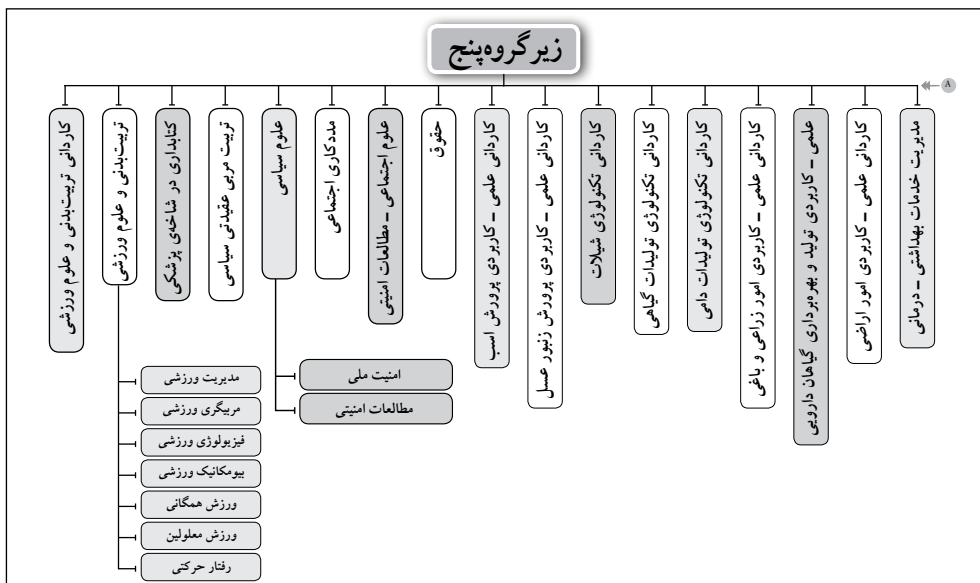 زیرگروه پنج
۸
مدیریت خدمات بهداشتی - درمانی
کاردانی علمی - کاربردی امور اراضی
علمی - کاربردی تولید و بهره‌برداری گیاهان دارویی
کاردانی علمی - کاربردی امور زراعی و باغی
کاردانی تکنولوژی تولیدات دامی
کاردانی تکنولوژی تولیدات گیاهی
کاردانی تکنولوژی شیلات
کاردانی علمی - کاربردی پرورش زنبور عسل
کاردانی علمی - کاربردی پرورش اسب
حقوق
علوم اجتماعی - مطالعات امنیتی
مددکاری اجتماعی
علوم سیاسی
امنیت ملی
مطالعات امنیتی
تربیت مربی عقیدتی سیاسی
کتابداری در شاخه‌ی پزشکی
تربیت‌بدنی و علوم ورزشی
مدیریت ورزشی
مربیگری ورزشی
فیزیولوژی ورزشی
بیومکانیک ورزشی
ورزش همگانی
ورزش معلولین
رفتار حرکتی
کاردانی تربیت‌بدنی و علوم ورزشی